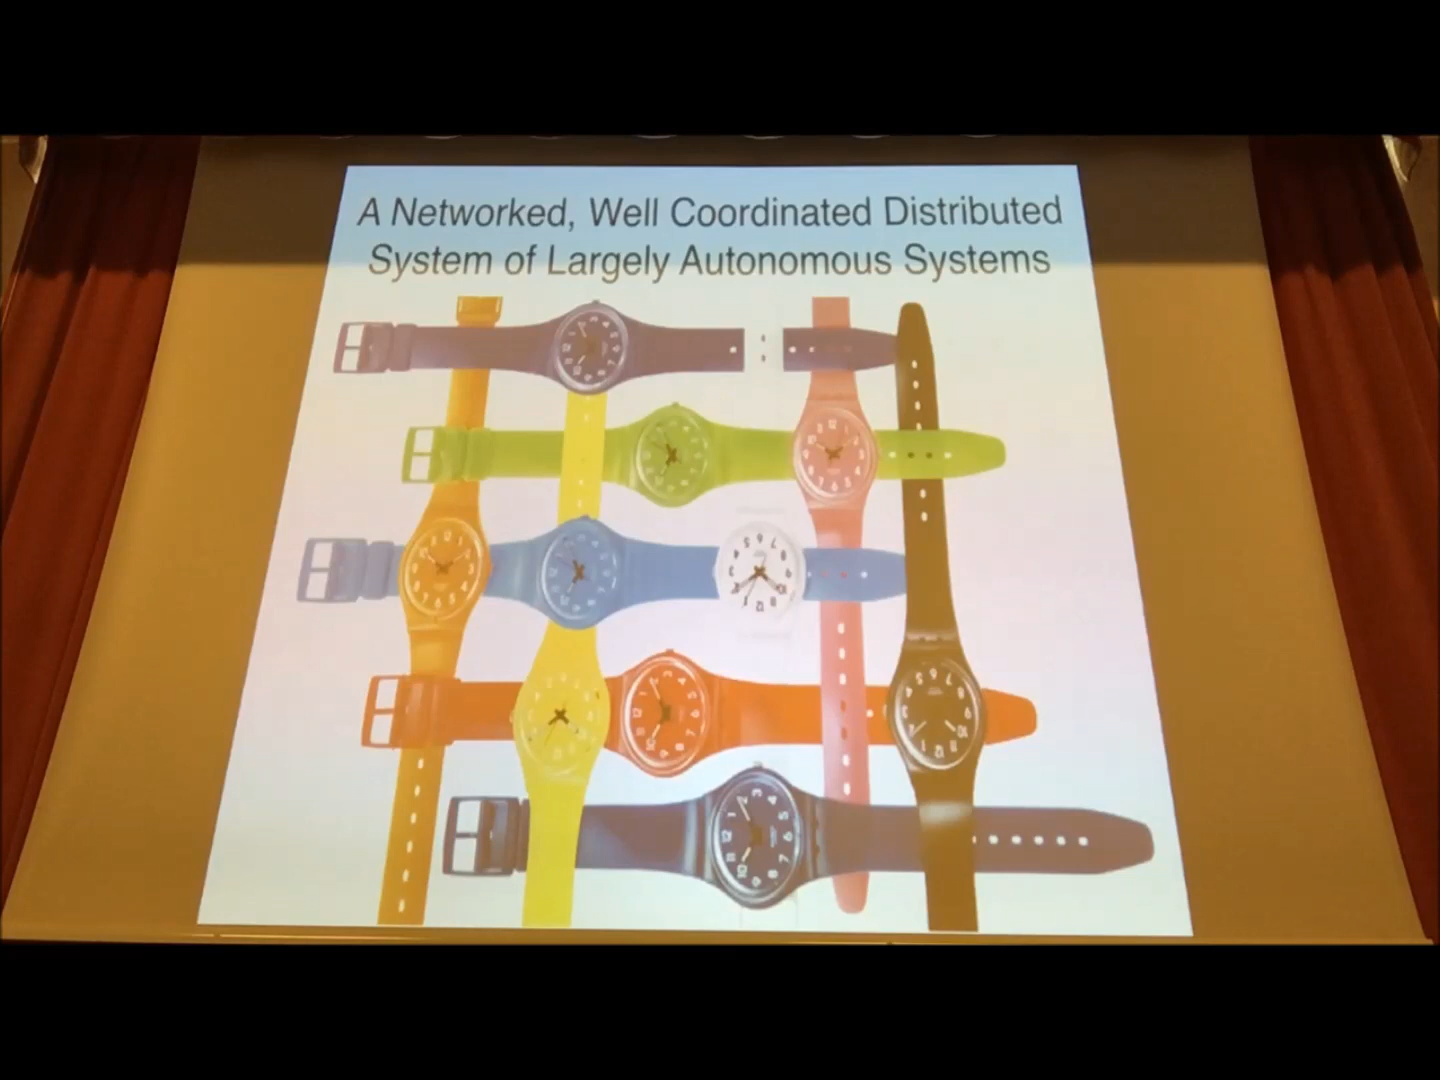 A Networked, Well Coordinated Distributed
System of Largely Autonomous Systems